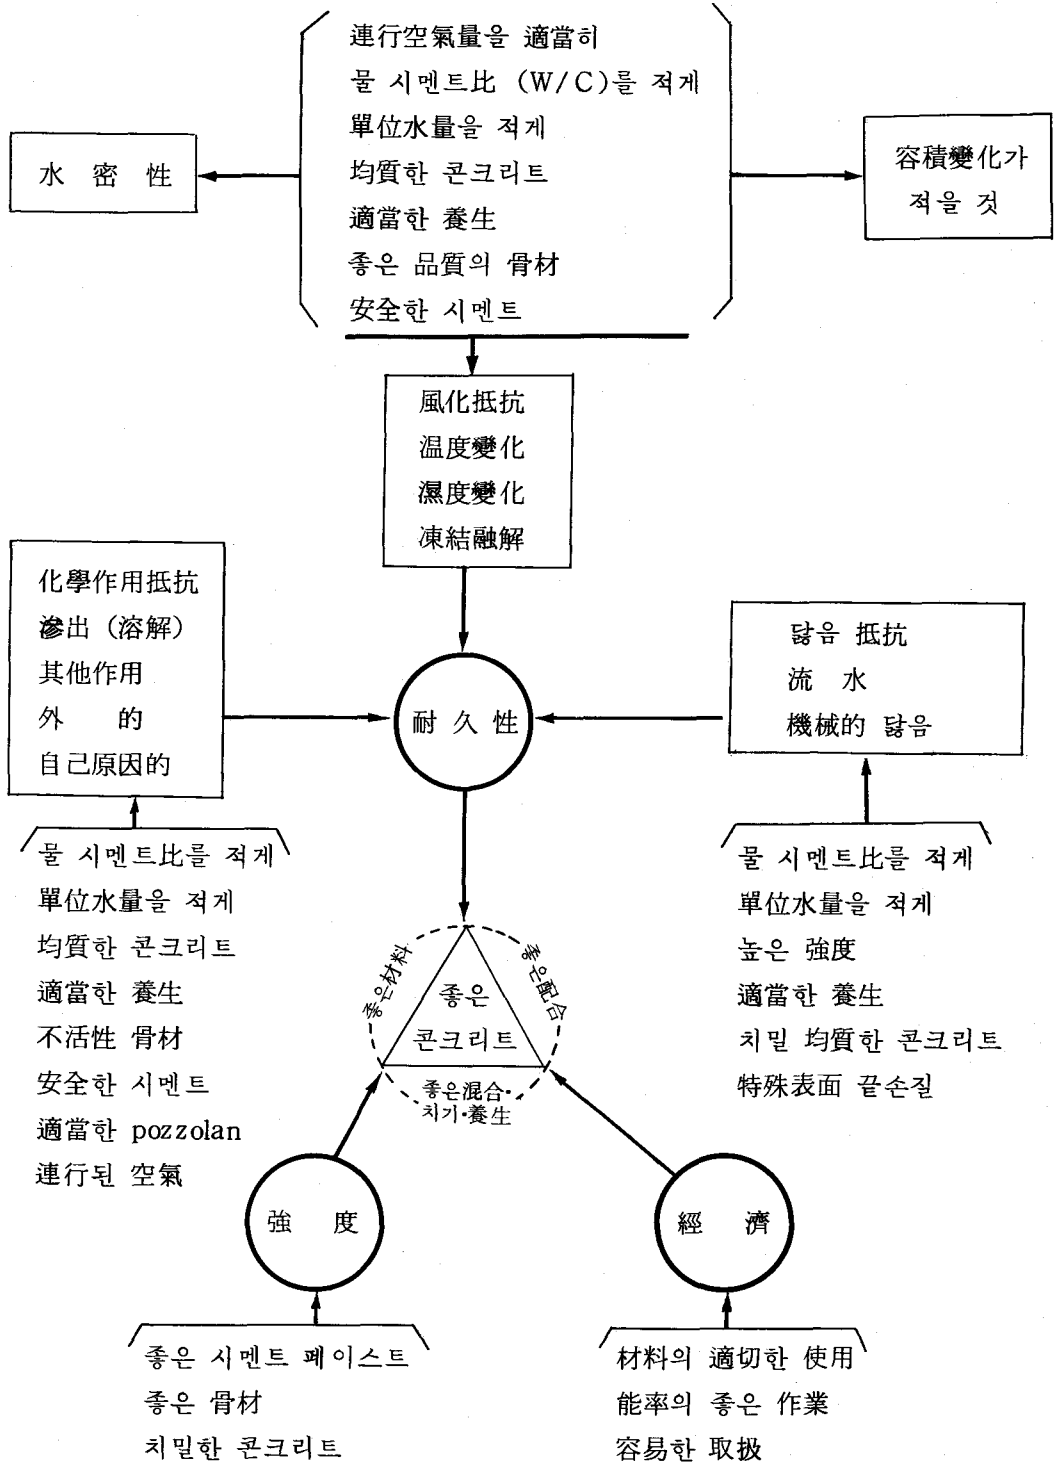 連行空氣量을 適當히
물 시멘트比 (W/C)를 적게
單位水量을 적게
均質한 콘크리트
適當한 養生
좋은 品質의 骨材
安全한 시멘트
水 密 性
容積變化가
적을 것
風化抵抗
温度變化
濕度變化
凍結融解
化學作用抵抗
滲出 (溶解)
其他作用
外 的
自己原因的
耐久性
닳음 抵抗
流 水
機械的 닳음
물 시멘트比를 적게
單位水量을 적게
均質한 콘크리트
適當한 養生
不活性 骨材
安全한 시멘트
適當한 pozzolan
連行된 空氣
물 시멘트比를 적게
單位水量을 적게
높은 強度
適當한 養生
치밀 均質한 콘크리트
特殊表面 끝손질
좋은材料
좋은配合
좋은
콘크리트
좋은混合·
치기·養生
強 度
經 濟
좋은 시멘트 페이스트
좋은 骨材
치밀한 콘크리트
材料의 適切한 使用
能率의 좋은 作業
容易한 取扱